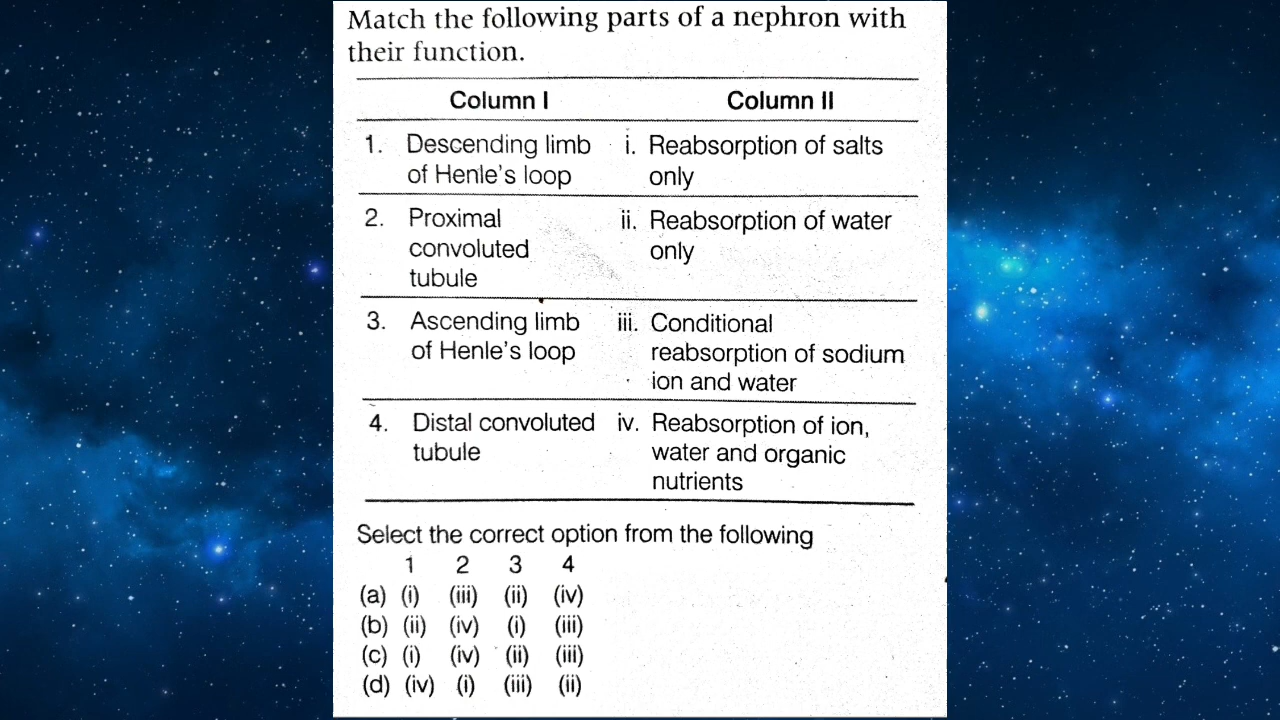 Match the following parts of a nephron with
their function.
Column I Column II
1. Descending limb i. Reabsorption of salts
of Henle's loop only
2. Proximal ii. Reabsorption of water
convoluted only
tubule
3. Ascending limb iii. Conditional
of Henle's loop reabsorption of sodium
ion and water
4. Distal convoluted iv. Reabsorption of ion,
tubule water and organic
nutrients
Select the correct option from the following
1 2 3 4
(a) (i) (iii) (ii) (iv)
(b) (ii) (iv) (i) (iii)
(c) (i) (iv) (ii) (iii)
(d) (iv) (i) (iii) (ii)